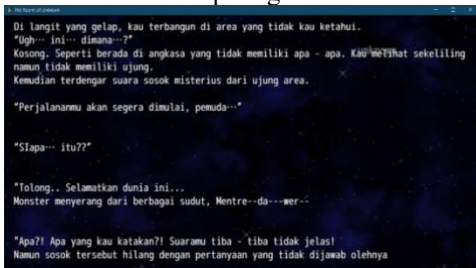 The Realm of Unknown
Di langit yang gelap, kau terbangun di area yang tidak kau ketahui.
"Ugh… ini… dimana…?"
Kosong. Seperti berada di angkasa yang tidak memiliki apa - apa. Kau melihat sekeliling
namun tidak memiliki ujung.
Kemudian terdengar suara sosok misterius dari ujung area.
"Perjalananmu akan segera dimulai, pemuda…"
"SIapa… itu??"
"Tolong.. Selamatkan dunia ini...
Monster menyerang dari berbagai sudut, Mentre--da---wer--
"Apa?! Apa yang kau katakan?! Suaramu tiba - tiba tidak jelas!
Namun sosok tersebut hilang dengan pertanyaan yang tidak dijawab olehnya